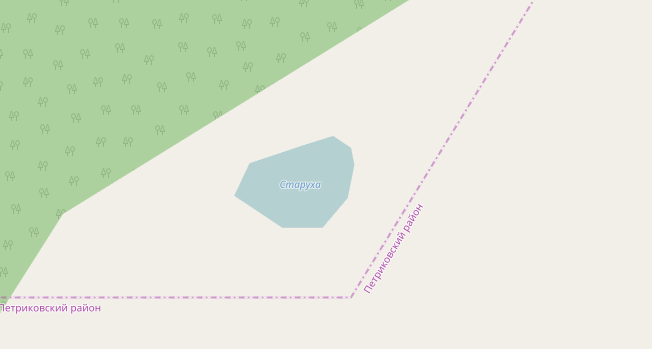 Старуха
Петриковский район
Петриковский район